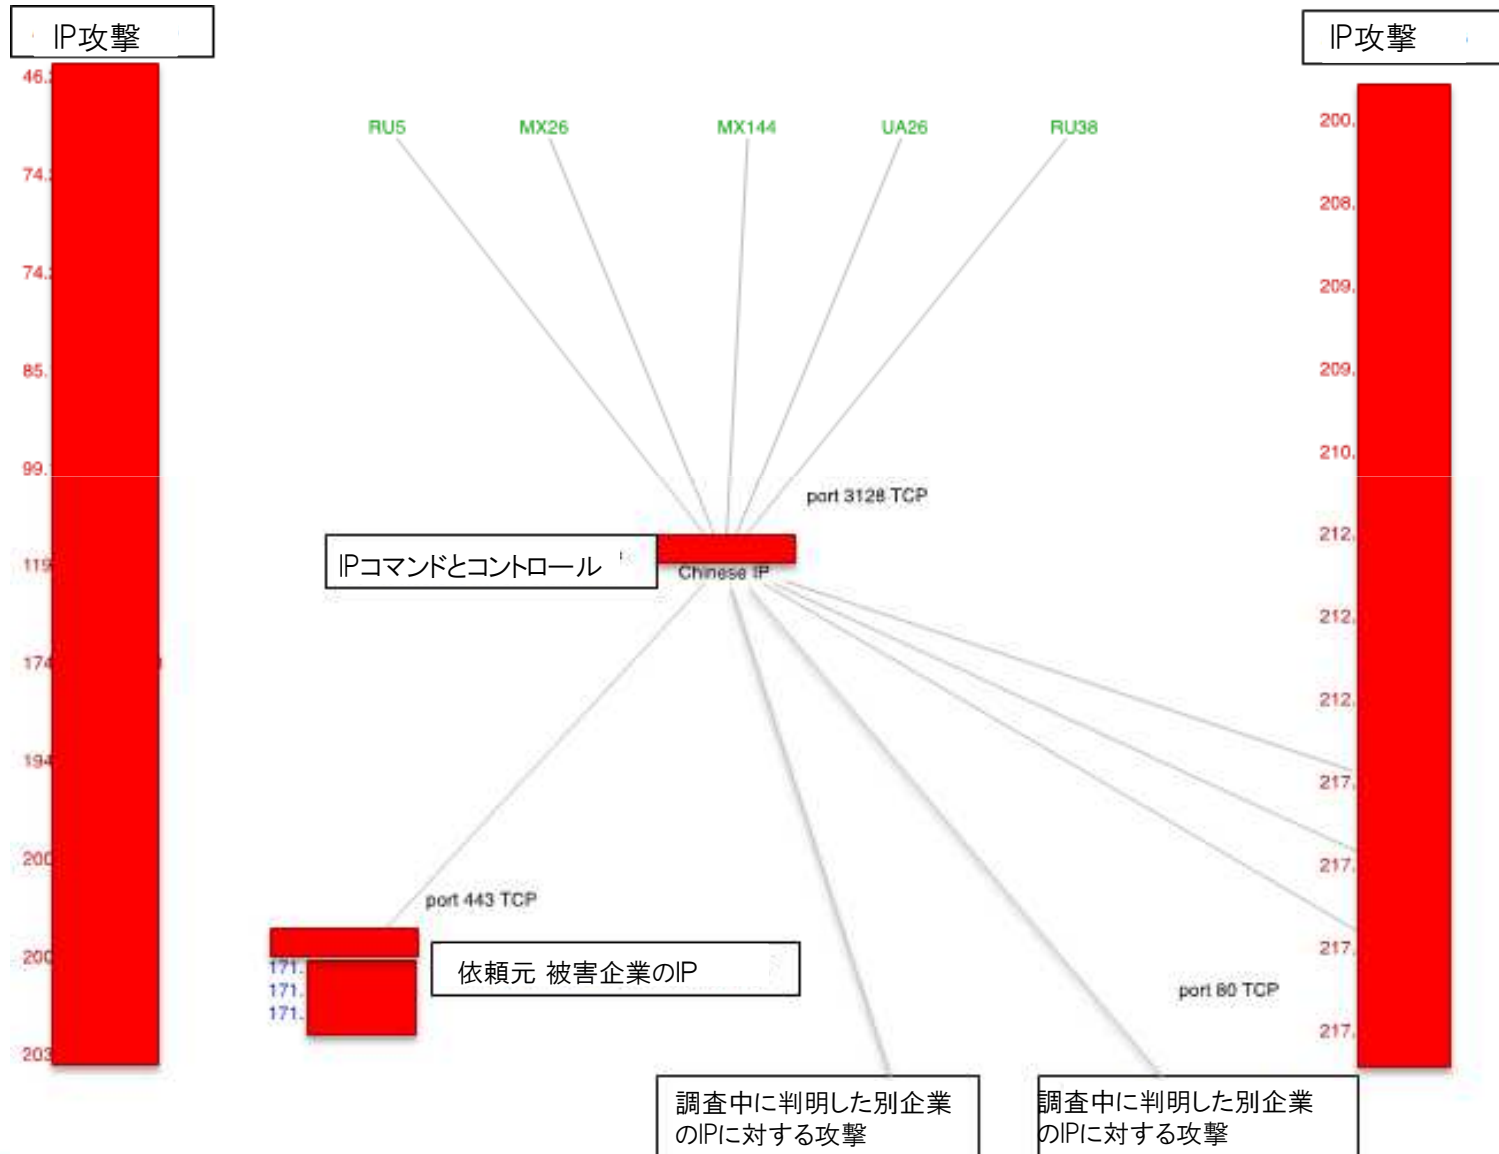 IP攻撃
IP攻撃
46.
74.
74.
85.
99.
119
174
194
200
200
203
RU5
MX26
MX144
UA26
RU38
port 3128 TCP
IPコマンドとコントロール
Chinese IP
port 443 TCP
171.
171.
171.
依頼元 被害企業のIP
port 80 TCP
調査中に判明した別企業
のIPに対する攻撃
調査中に判明した別企業
のIPに対する攻撃
200.
208.
209.
209.
210.
212.
212.
212.
217.
217.
217.
217.